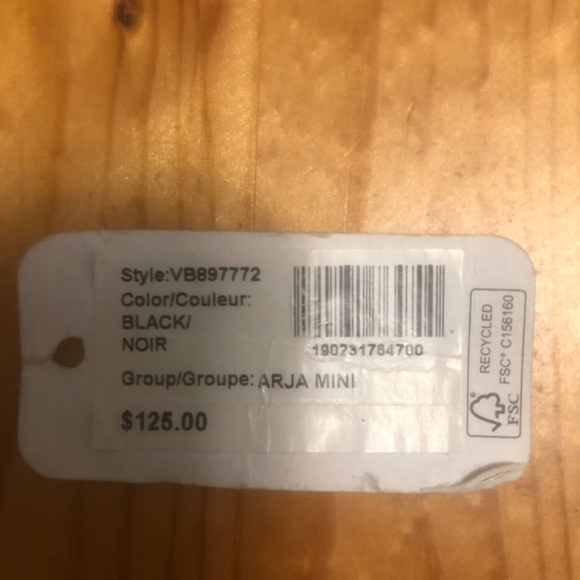 Style:VB897772
Color/Couleur:
BLACK/
NOIR
Group/Groupe: ARJA MINI
$125.00
190231764700
RECYCLED
FSC® C156160
FSC